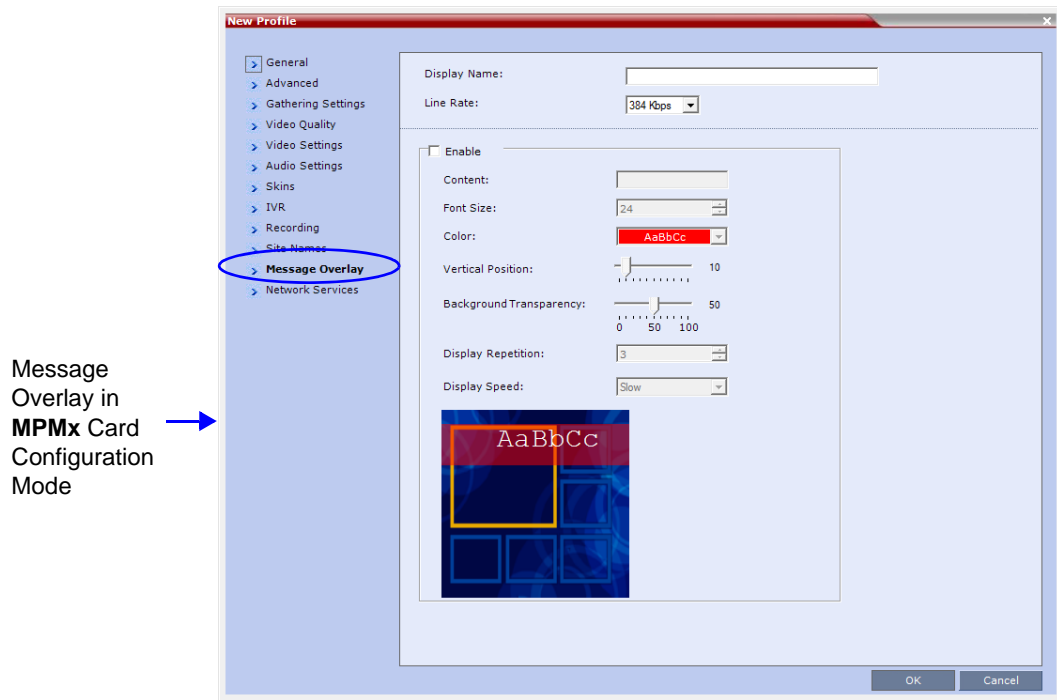 New Profile
General
Advanced
Gathering Settings
Video Quality
Video Settings
Audio Settings
Skins
IVR
Recording
Site Names
Message Overlay
Network Services
Message
Overlay in
MPMx Card
Configuration
Mode
Display Name:
Line Rate: 384 Kbps
Enable
Content:
Font Size: 24
Color: AaBbCc
Vertical Position: 10
Background Transparency: 50
0 50 100
Display Repetition: 3
Display Speed: Slow
AaBbCc
OK Cancel